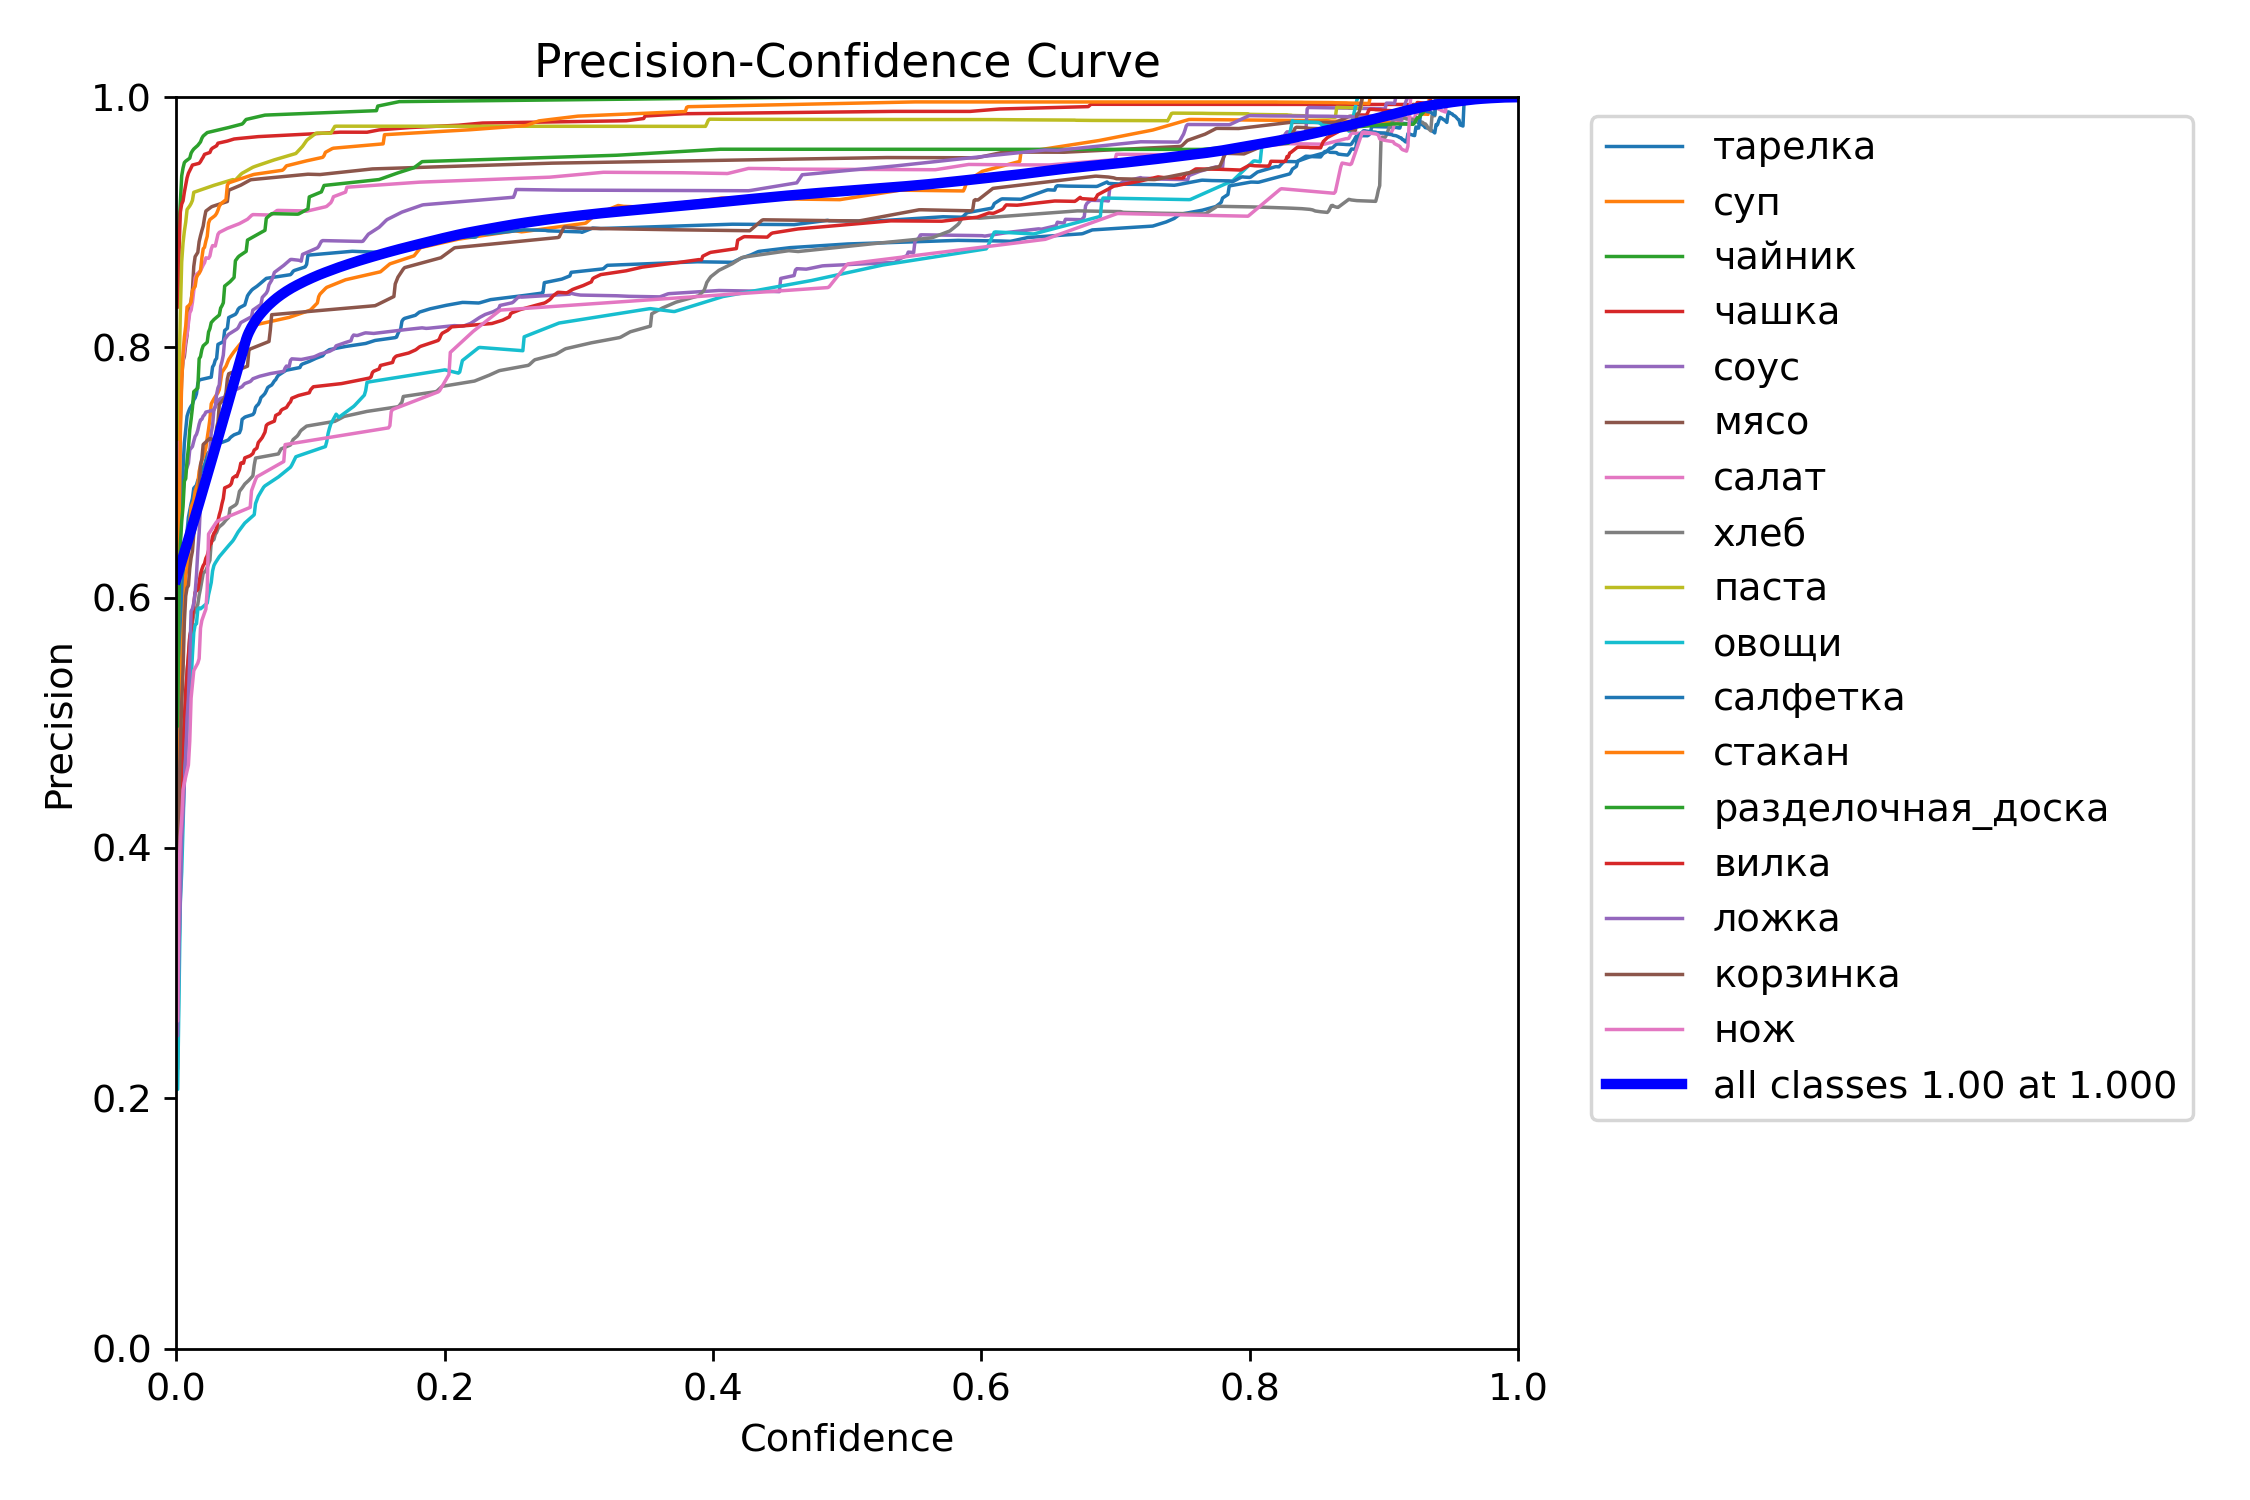 Precision-Confidence Curve
1.0
0.8
0.6
0.4
0.2
0.0
Precision
0.0 0.2 0.4 0.6 0.8 1.0
Confidence
тарелка
суп
чайник
чашка
соус
мясо
салат
хлеб
паста
овощи
салфетка
стакан
разделочная_доска
вилка
ложка
корзинка
нож
all classes 1.00 at 1.000